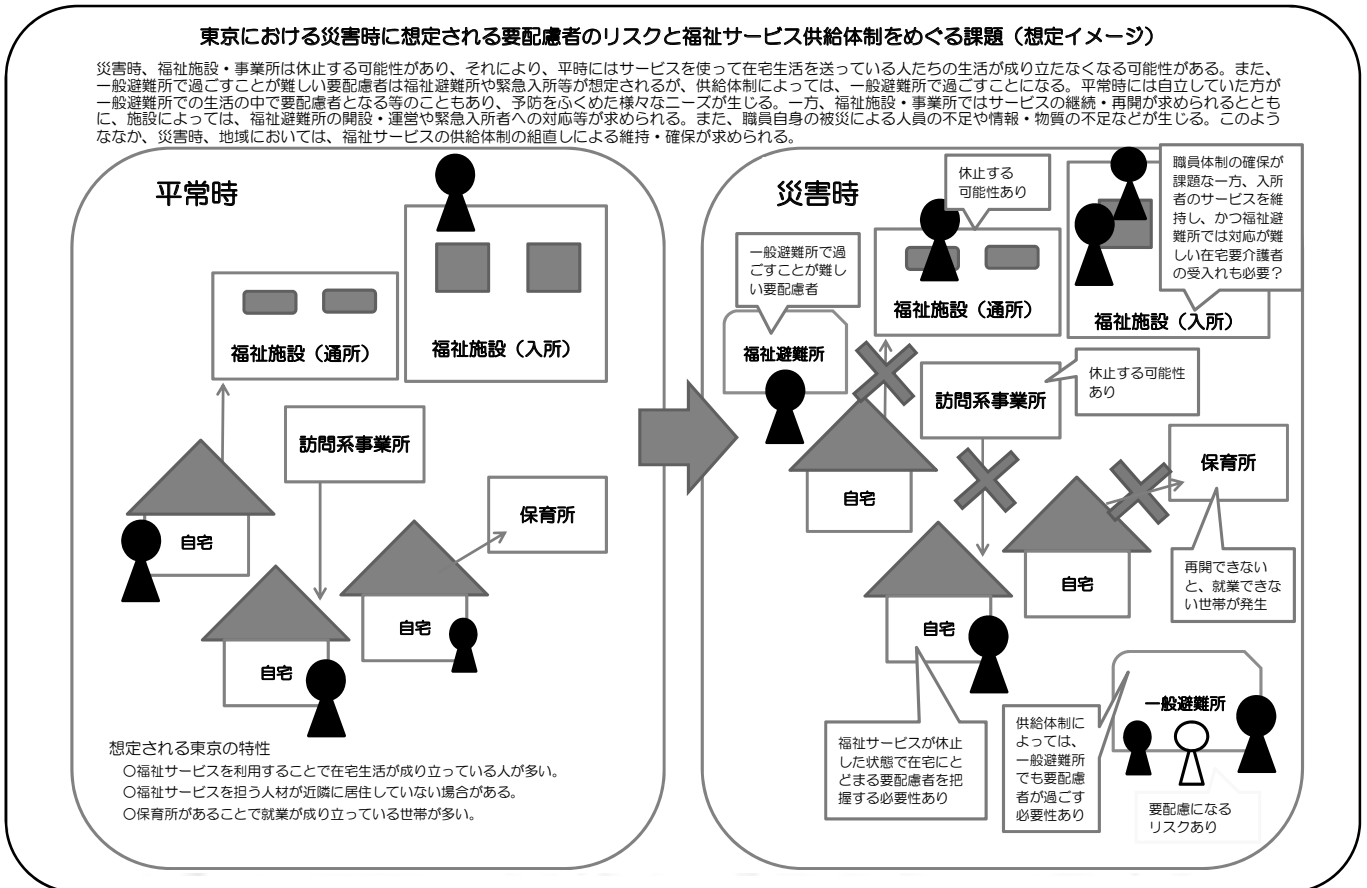 東京における災害時に想定される要配慮者のリスクと福祉サービス供給体制をめぐる課題（想定イメージ）
災害時、福祉施設・事業所は休止する可能性があり、それにより、平時にはサービスを使って在宅生活を送っている人たちの生活が成り立たなくなる可能性がある。また、
一般避難所で過ごすことが難しい要配慮者は福祉避難所や緊急入所等が想定されるが、供給体制によっては、一般避難所で過ごすことになる。平常時には自立していた方が
一般避難所での生活の中で要配慮者となる等のこともあり、予防をふくめた様々なニーズが生じる。一方、福祉施設・事業所ではサービスの継続・再開が求められるととも
に、施設によっては、福祉避難所の開設・運営や緊急入所者への対応等が求められる。また、職員自身の被災による人員の不足や情報・物質の不足などが生じる。このよう
ななか、災害時、地域においては、福祉サービスの供給体制の組直しによる維持・確保が求められる。
平常時
福祉施設（通所）
福祉施設（入所）
訪問系事業所
保育所
自宅
自宅
自宅
想定される東京の特性
○福祉サービスを利用することで在宅生活が成り立っている人が多い。
○福祉サービスを担う人材が近隣に居住していない場合がある。
○保育所があることで就業が成り立っている世帯が多い。
災害時
休止する
可能性あり
職員体制の確保が
課題な一方、入所
者のサービスを維
持し、かつ福祉避
難所では対応が難
しい在宅要介護者
の受入れも必要？
一般避難所で過
ごすことが難し
い要配慮者
福祉施設（通所）
福祉施設（入所）
福祉避難所
訪問系事業所
休止する可能性
あり
保育所
自宅
自宅
自宅
再開できない
と、就業できな
い世帯が発生
福祉サービスが休止
した状態で在宅にと
どまる要配慮者を把
握する必要性あり
供給体制に
よっては、
一般避難所
でも要配慮
者が過ごす
必要性あり
一般避難所
要配慮になる
リスクあり